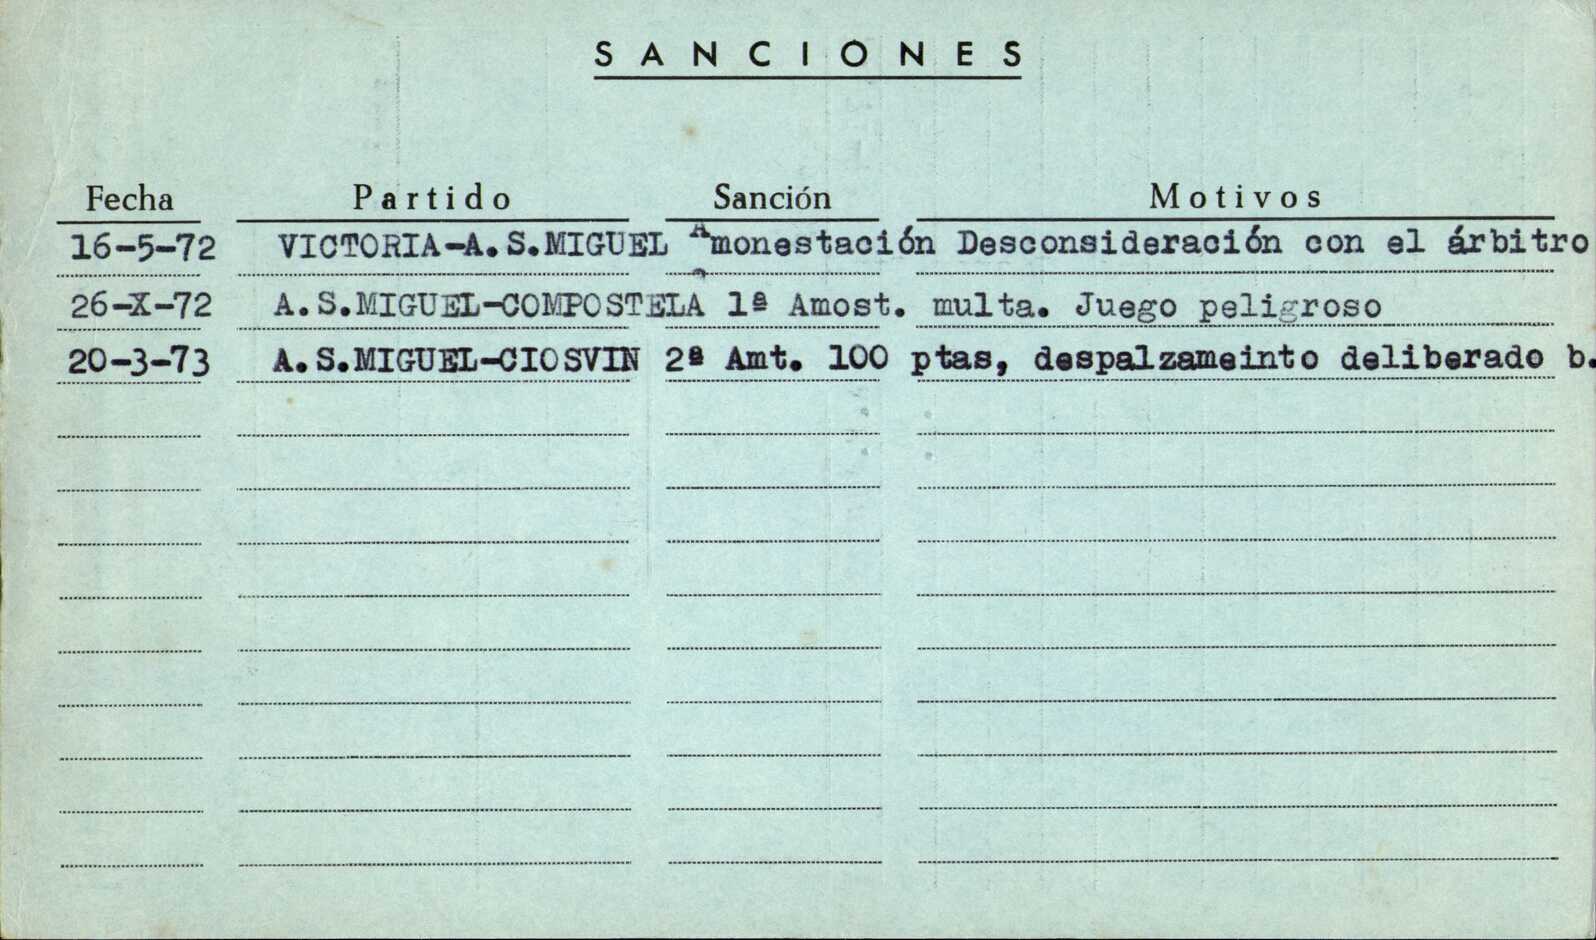 SANCIONES
Fecha Partido Sanción Motivos
16-5-72 VICTORIA-A.S.MIGUEL Amonestación Desconsideración con el árbitro
26-X-72 A.S.MIGUEL-COMPOSTELA 1ª Amost. multa. Juego peligroso
20-3-73 A.S.MIGUEL-CIOSVIN 2ª Amt. 100 ptas, despalzameinto deliberado b.